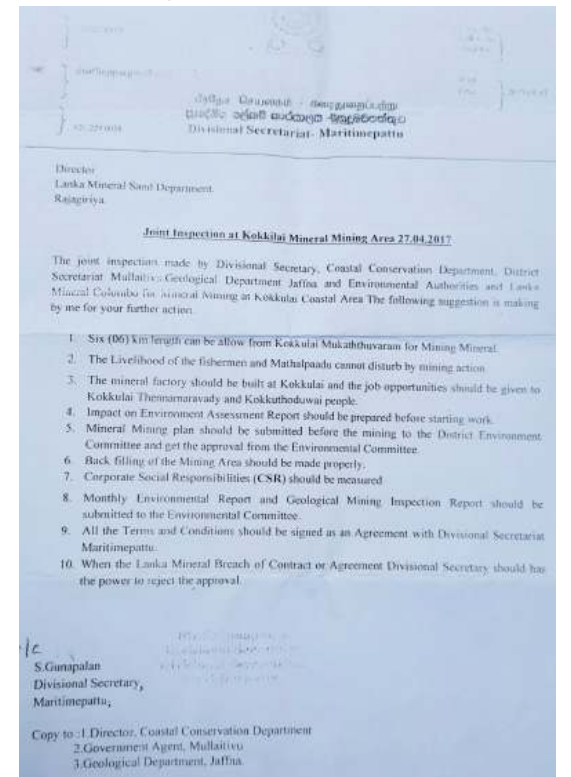 Divisional Secretariat- Maritimepattu
Director
Lanka Mineral Sand Department
Rajagiriya.
Joint Inspection at Kokkilai Mineral Mining Area 27.04.2017
The joint inspection made by Divisional Secretary, Coastal Conservation Department, District
Secretariat Mullaitivu, Geological Department Jaffna and Environmental Authorities and Lanka
Mineral Colombo for Mineral Mining at Kokkulai Coastal Area The following suggestion is making
by me for your further action.
1. Six (06) km length can be allow from Kokkulai Mukaththuvaram for Mining Mineral.
2. The Livelihood of the fishermen and Mathalpaadu cannot disturb by mining action
3. The mineral factory should be built at Kokkulai and the job opportunities should be given to
Kokkulai Thennamaravady and Kokkuthoduwai people.
4. Impact on Environment Assessment Report should be prepared before starting work.
5. Mineral Mining plan should be submitted before the mining to the District Environment
Committee and get the approval from the Environmental Committee.
6. Back filling of the Mining Area should be made properly.
7. Corporate Social Responsibilities (CSR) should be measured
8. Monthly Environmental Report and Geological Mining Inspection Report should be
submitted to the Environmental Committee.
9. All the Terms and Conditions should be signed as an Agreement with Divisional Secretariat
Maritimepattu.
10. When the Lanka Mineral Breach of Contract or Agreement Divisional Secretary should has
the power to reject the approval.
S.Gunapalan
Divisional Secretary,
Maritimepattu,
Copy to :1.Director, Coastal Conservation Department
2.Government Agent, Mullaitivu
3.Geological Department, Jaffna.